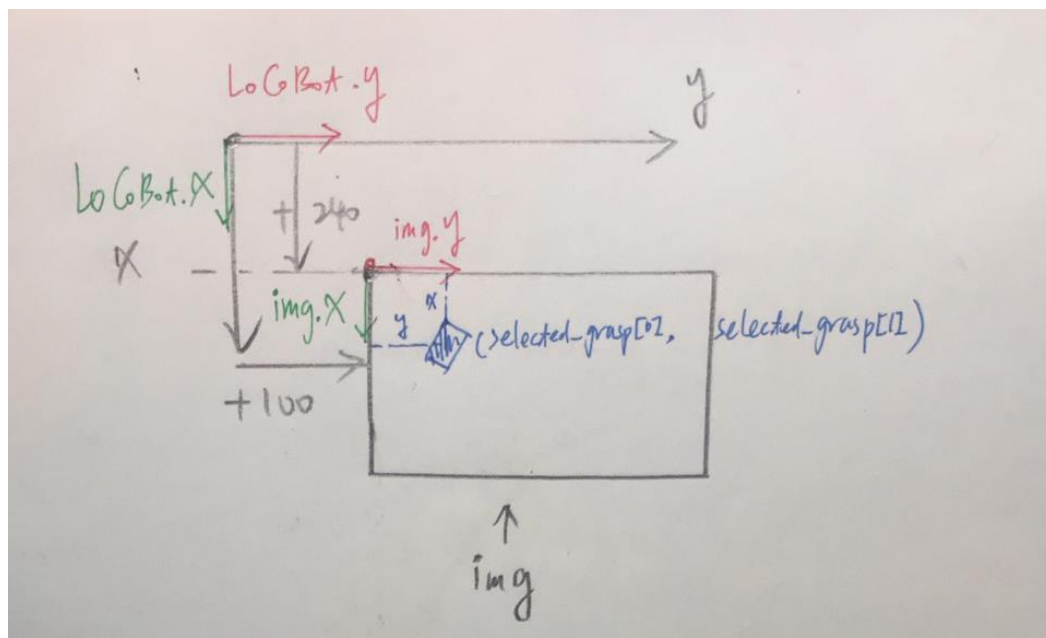 LoCoBot.y
y
LoCoBot.X
+ 240
img.y
X
img.X
x
y
(selected_grasp[0], selected_grasp[1])
+100
img